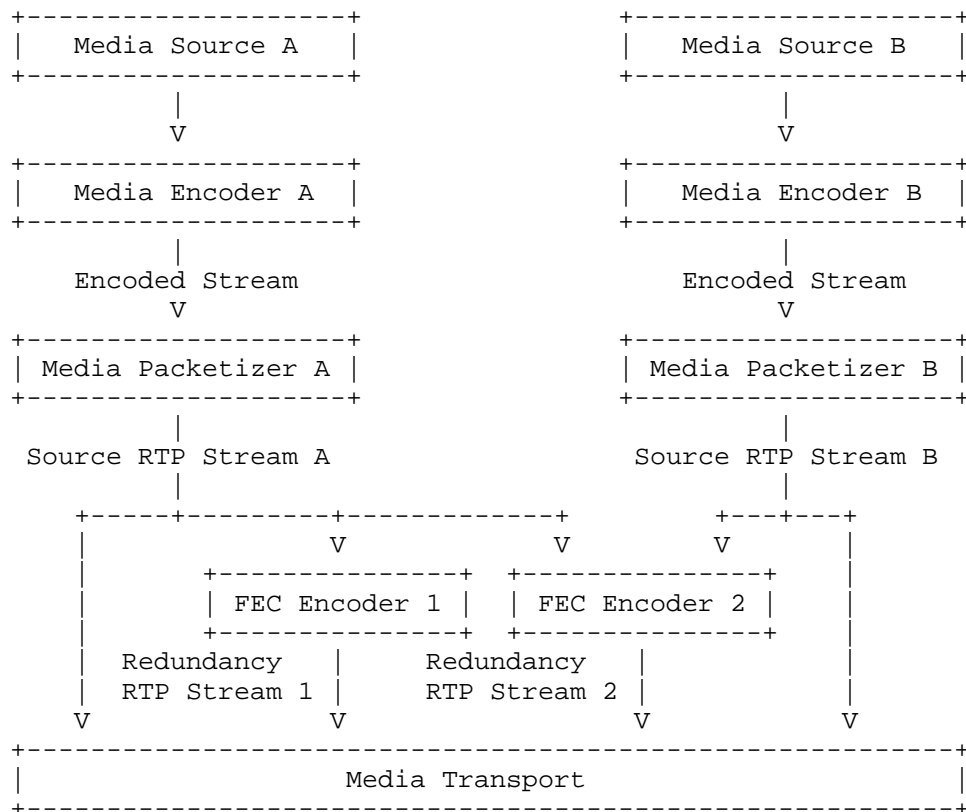 Media Source A Media Source B
V V
Media Encoder A Media Encoder B
Encoded Stream Encoded Stream
V V
Media Packetizer A Media Packetizer B
Source RTP Stream A Source RTP Stream B
V V V
FEC Encoder 1 FEC Encoder 2
Redundancy Redundancy
RTP Stream 1 RTP Stream 2
V V V V
Media Transport